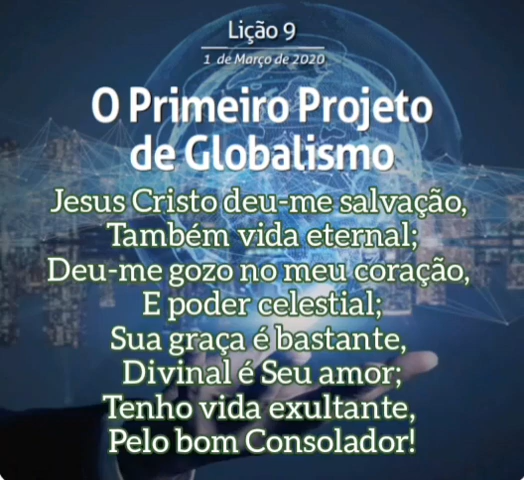 Lição 9
1 de Março de 2020
O Primeiro Projeto
de Globalismo
Jesus Cristo deu-me salvação,
Também vida eternal;
Deu-me gozo no meu coração,
E poder celestial;
Sua graça é bastante,
Divinal é Seu amor;
Tenho vida exultante,
Pelo bom Consolador!